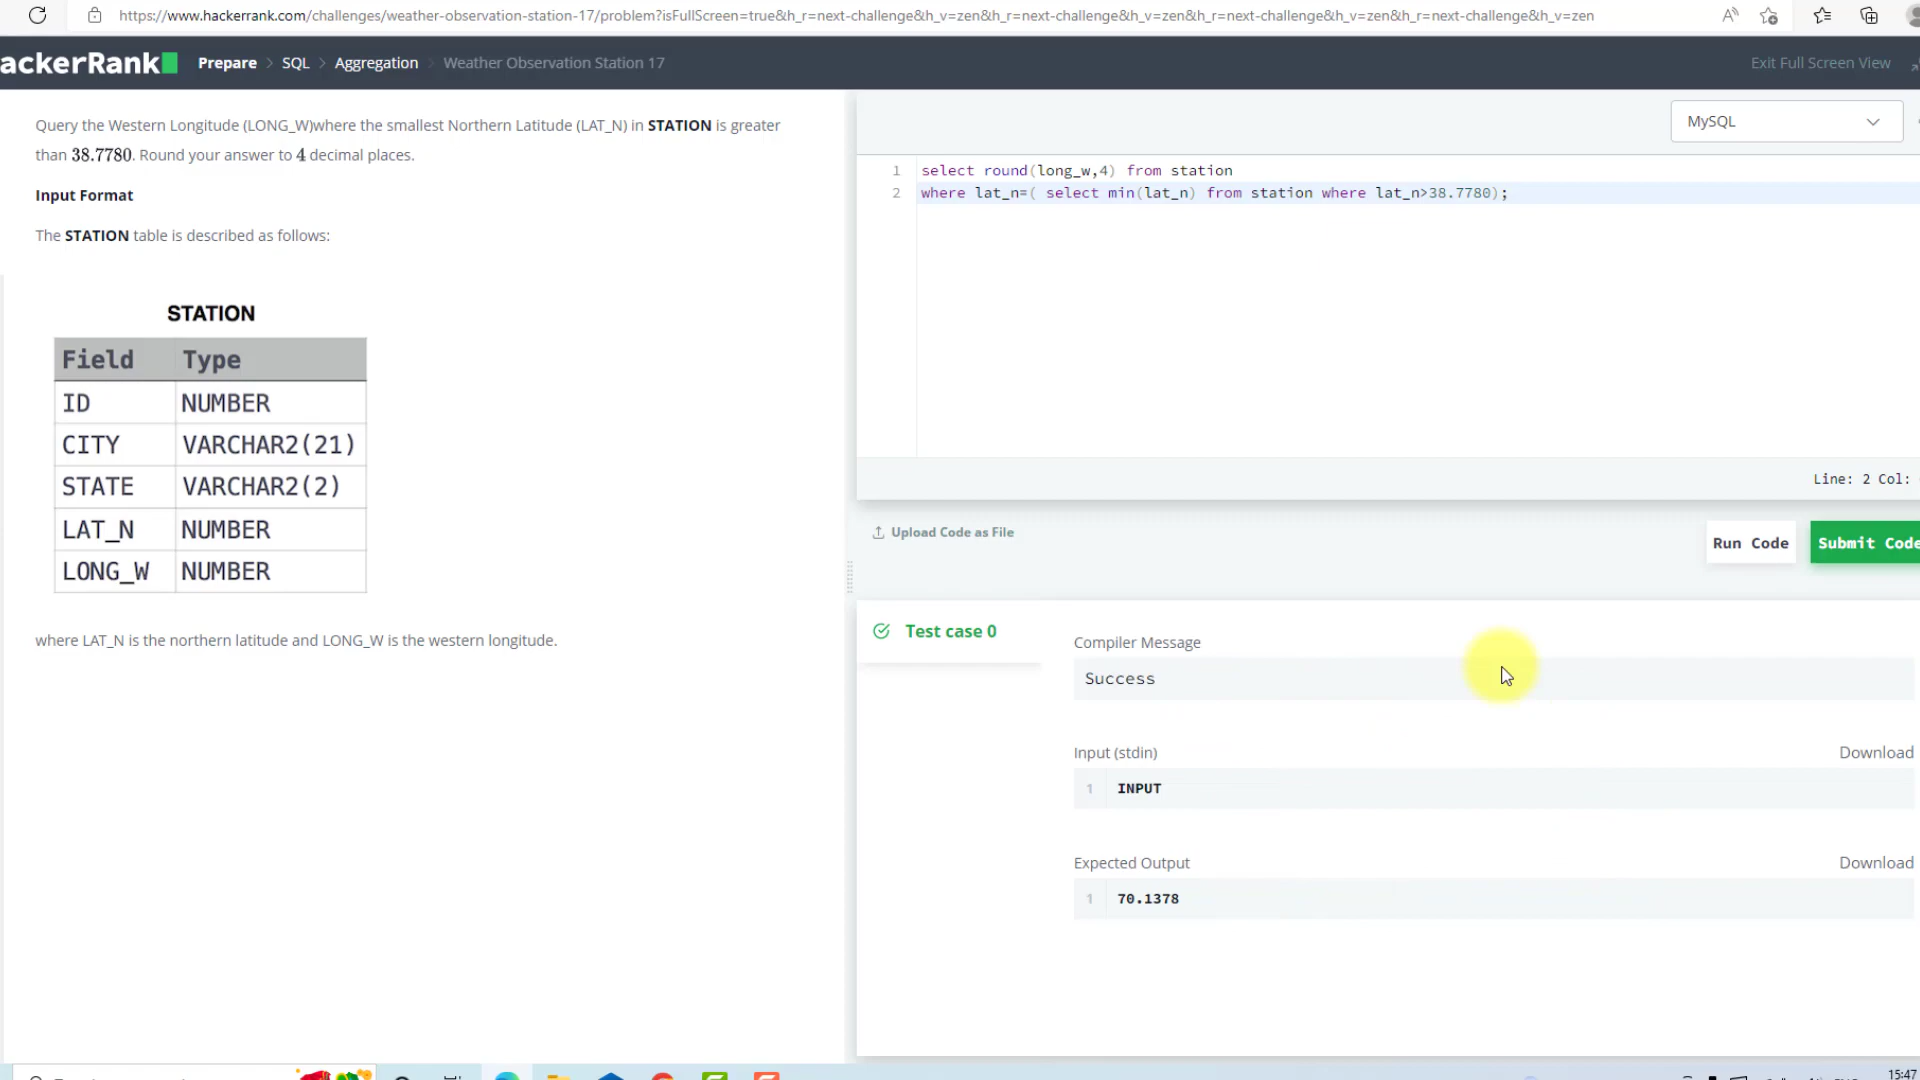 https://www.hackerrank.com/challenges/weather-observation-station-17/problem?isFullScreen=true&h_r=next-challenge&h_v=zen&h_r=next-challenge&h_v=zen&h_r=next-challenge&h_v=zen&h_r=next-challenge&h_v=zen
ackerRank Prepare > SQL > Aggregation > Weather Observation Station 17 Exit Full Screen View
Query the Western Longitude (LONG_W)where the smallest Northern Latitude (LAT_N) in STATION is greater
than 38.7780. Round your answer to 4 decimal places.
Input Format
The STATION table is described as follows:
STATION
Field Type
ID NUMBER
CITY VARCHAR2(21)
STATE VARCHAR2(2)
LAT_N NUMBER
LONG_W NUMBER
where LAT_N is the northern latitude and LONG_W is the western longitude.
MySQL
1 select round(long_w,4) from station
2 where lat_n=( select min(lat_n) from station where lat_n>38.7780);
Line: 2 Col:
Upload Code as File
Run Code
Submit Code
Test case 0
Compiler Message
Success
Input (stdin) Download
1 INPUT
Expected Output Download
1 70.1378
15:47